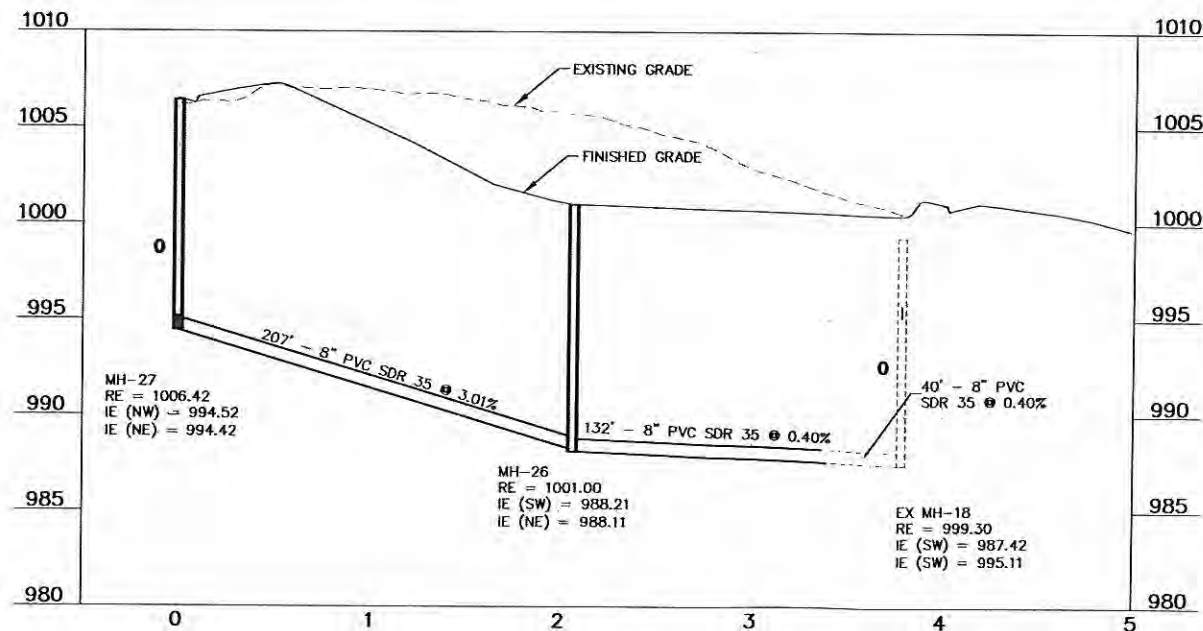 1010
1010
EXISTING GRADE
1005
1005
FINISHED GRADE
1000
1000
0
995
995
207' - 8" PVC SDR 35 @ 3.01%
0
MH-27
RE = 1006.42
IE (NW) = 994.52
IE (NE) = 994.42
40' - 8" PVC
SDR 35 @ 0.40%
990
990
132' - 8" PVC SDR 35 @ 0.40%
MH-26
RE = 1001.00
IE (SW) = 988.21
IE (NE) = 988.11
985
985
EX MH-18
RE = 999.30
IE (SW) = 987.42
IE (SW) = 995.11
980
980
0 1 2 3 4 5